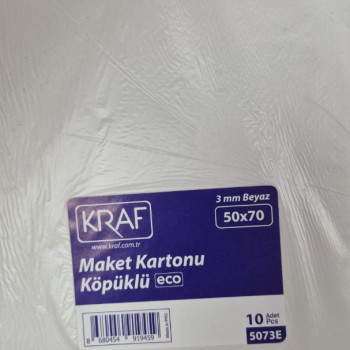 KRAF
www.kraf.com.tr
3 mm Beyaz
50x70
Maket Kartonu
Köpüklü eco
8 680454 919459
10 Adet
Pcs
5073E